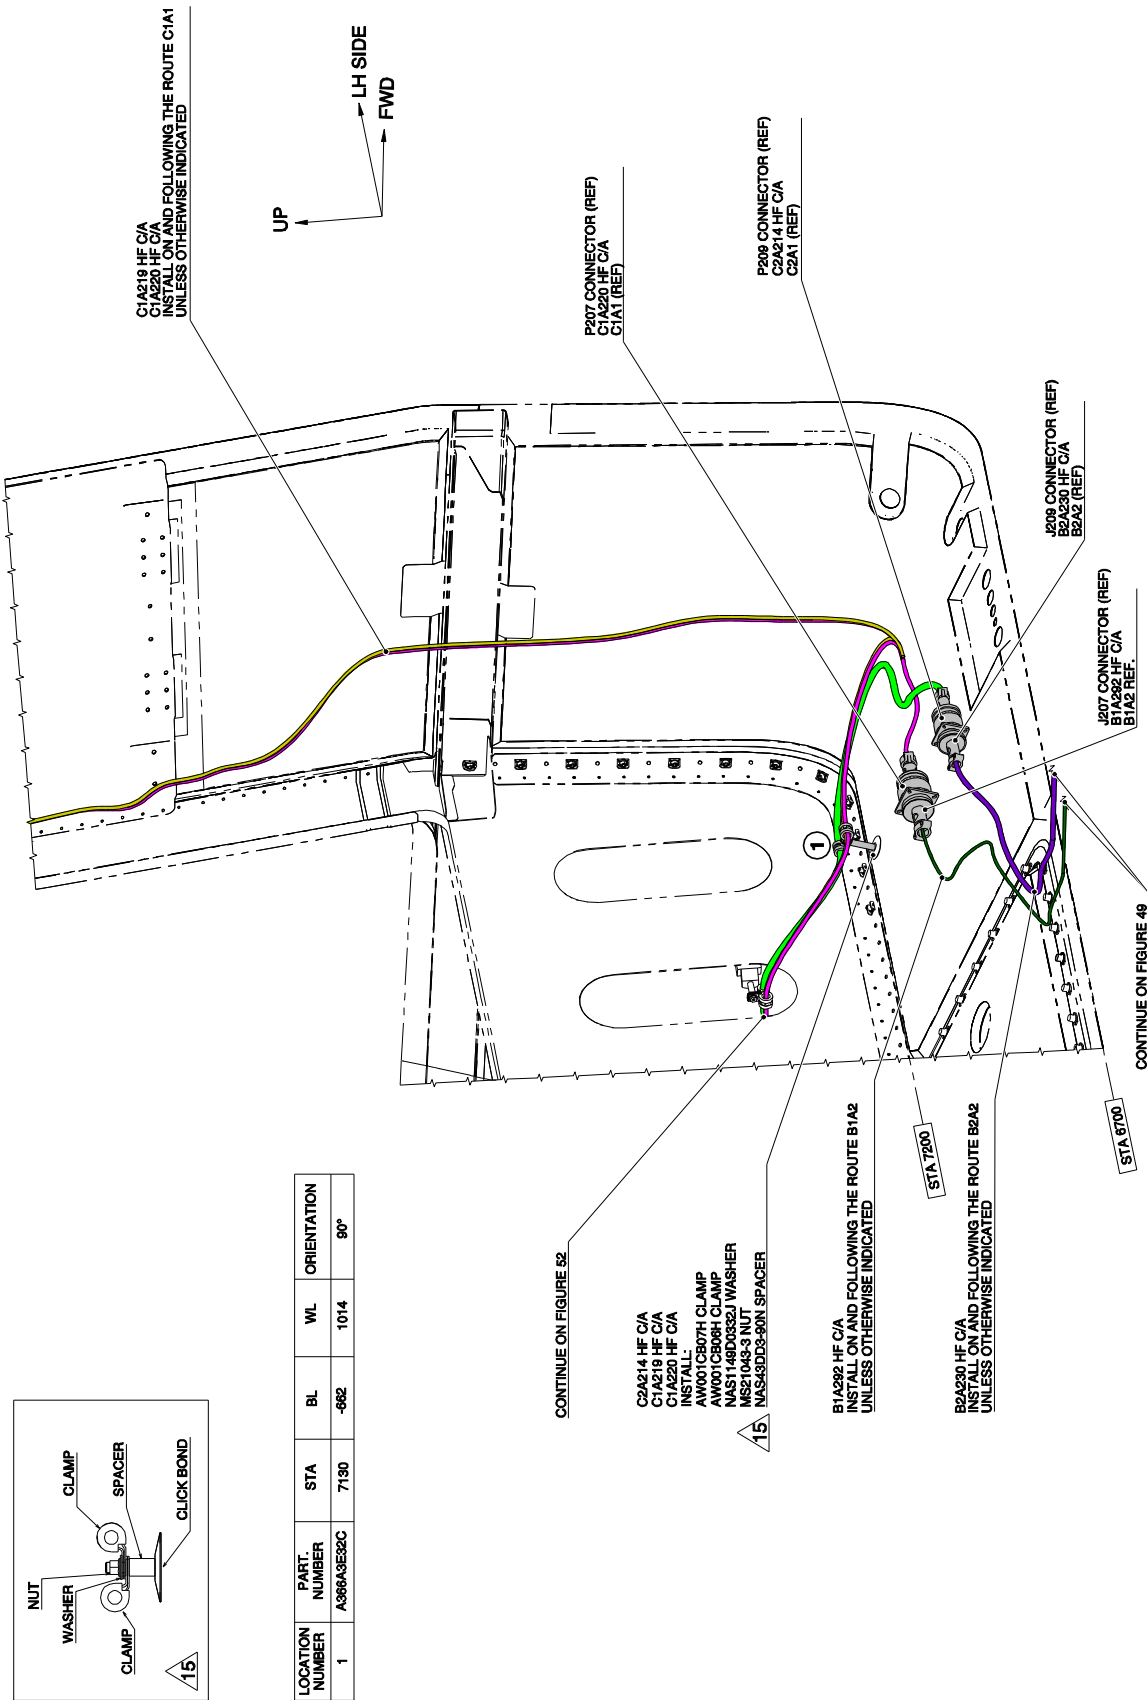 NUT
WASHER
CLAMP
CLAMP
SPACER
CLICK BOND
15
LOCATION NUMBER
PART. NUMBER
STA
BL
WL
ORIENTATION
1
A366A3E32C
7130
-662
1014
90°
C1A219 HF C/A
C1A220 HF C/A
INSTALL ON AND FOLLOWING THE ROUTE C1A1
UNLESS OTHERWISE INDICATED
UP
LH SIDE
FWD
P207 CONNECTOR (REF)
C1A220 HF C/A
C1A1 (REF)
P209 CONNECTOR (REF)
C2A214 HF C/A
C2A1 (REF)
J209 CONNECTOR (REF)
B2A230 HF C/A
B2A2 (REF)
J207 CONNECTOR (REF)
B1A292 HF C/A
B1A2 REF.
1
CONTINUE ON FIGURE 52
C2A214 HF C/A
C1A219 HF C/A
C1A220 HF C/A
INSTALL:
AW001CB07H CLAMP
AW001CB06H CLAMP
NAS1149D0332J WASHER
MS21043-3 NUT
NAS43DD3-90N SPACER
15
B1A292 HF C/A
INSTALL ON AND FOLLOWING THE ROUTE B1A2
UNLESS OTHERWISE INDICATED
STA 7200
B2A230 HF C/A
INSTALL ON AND FOLLOWING THE ROUTE B2A2
UNLESS OTHERWISE INDICATED
STA 6700
CONTINUE ON FIGURE 49